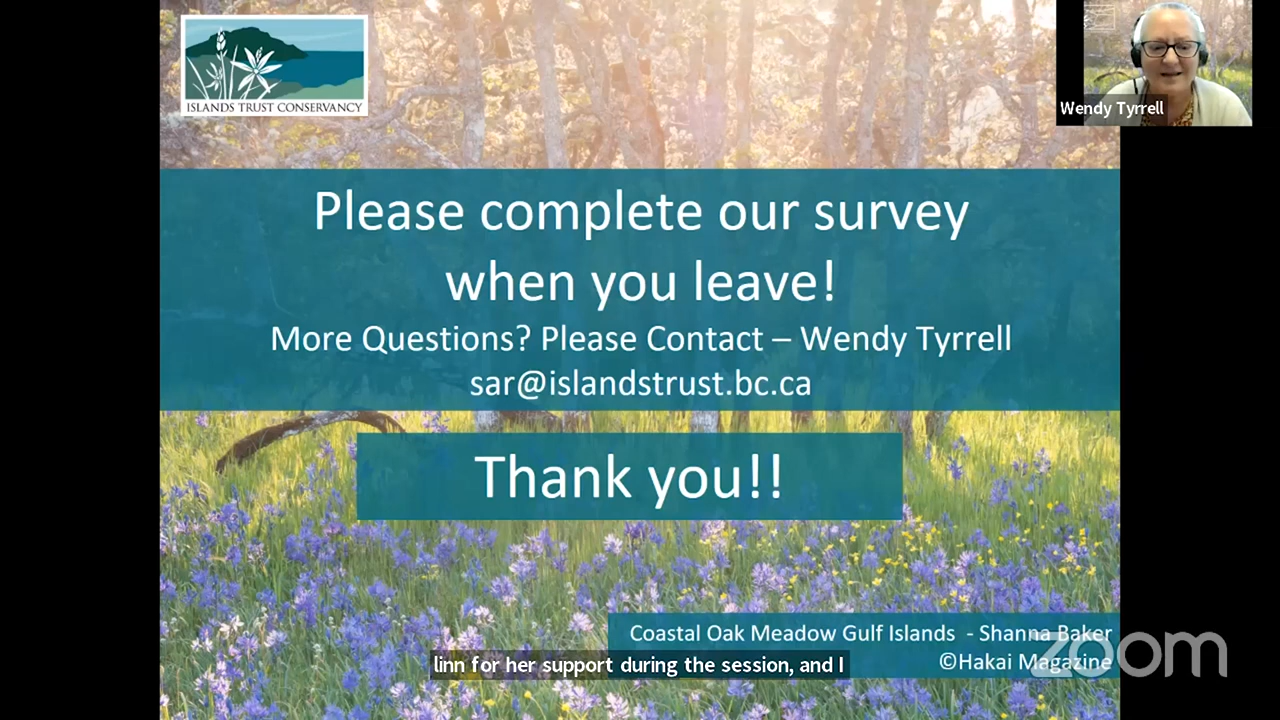 ISLANDS TRUST CONSERVANCY
Wendy Tyrrell
Please complete our survey
when you leave!
More Questions? Please Contact – Wendy Tyrrell
sar@islandstrust.bc.ca
Thank you!!
Coastal Oak Meadow Gulf Islands - Shanna Baker
©Hakai Magazine
zoom
linn for her support during the session, and I